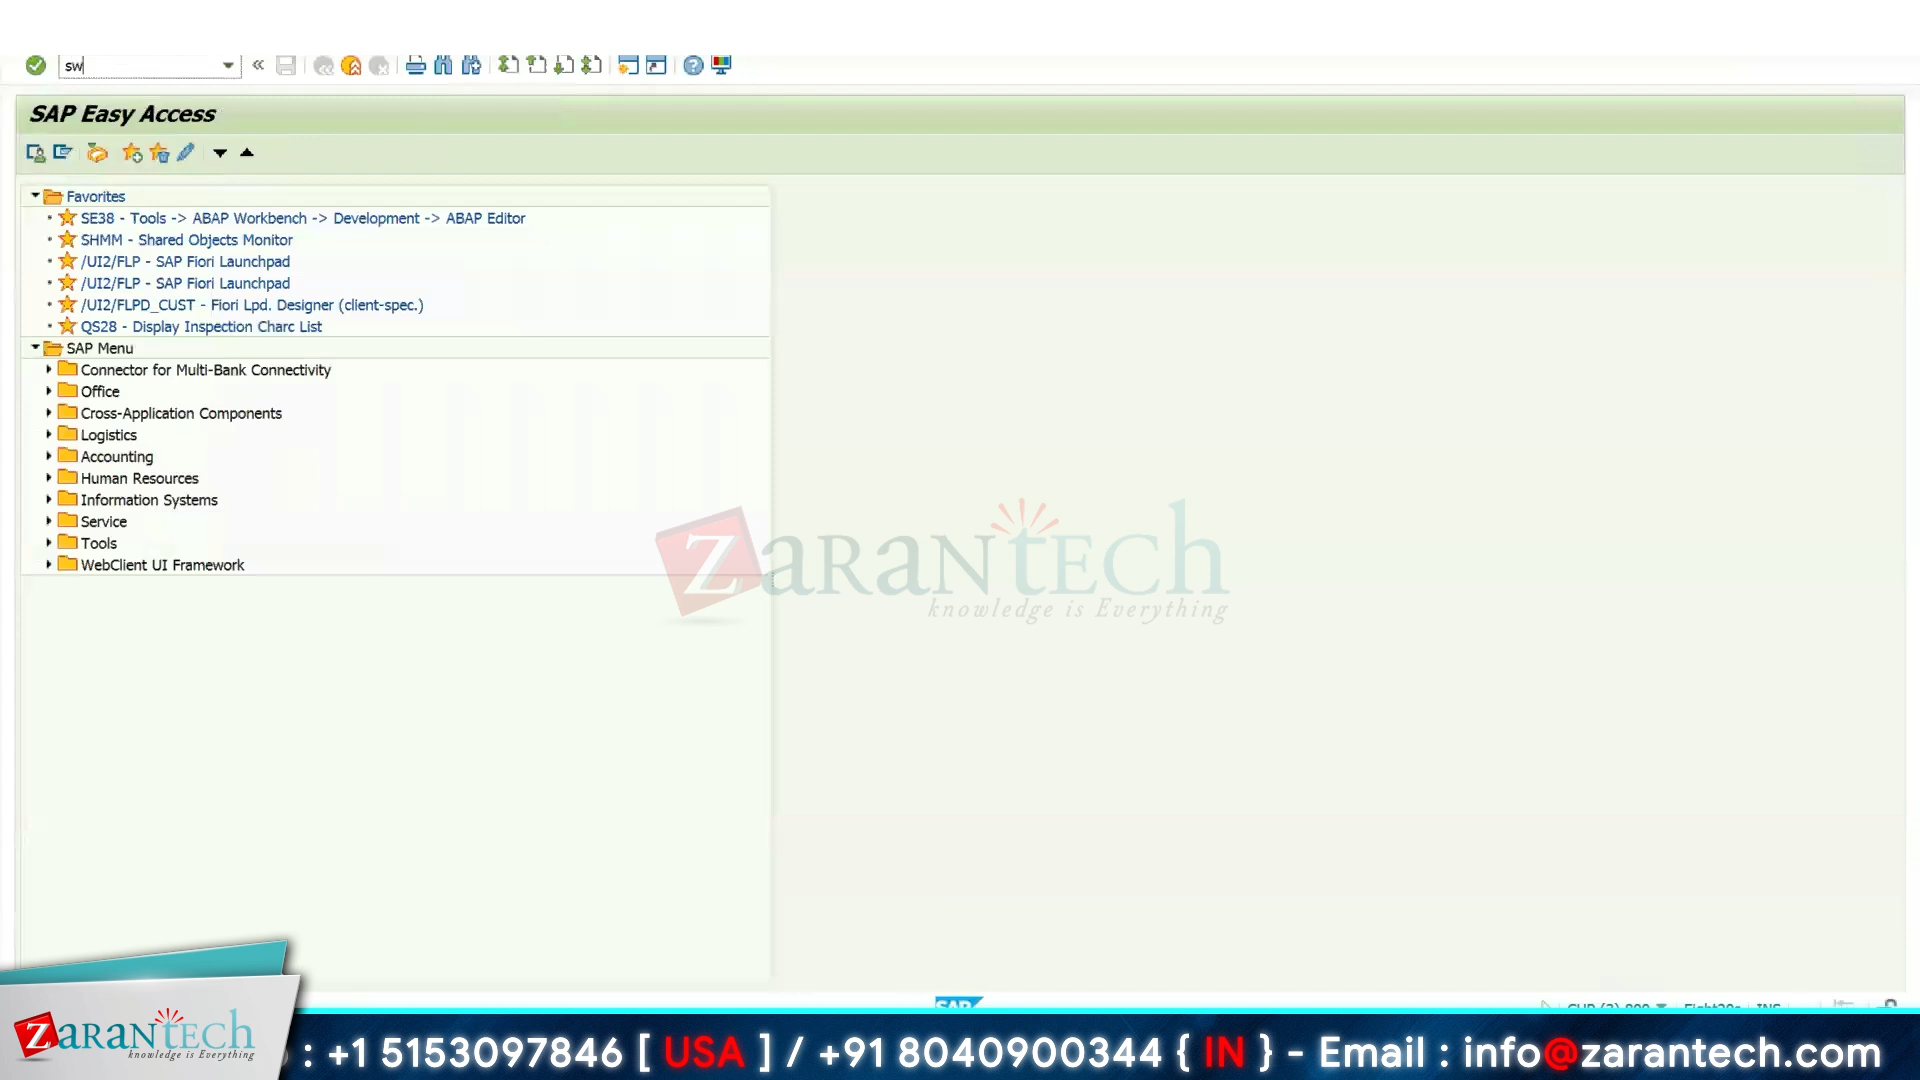 sw
SAP Easy Access
Favorites
SE38 - Tools -> ABAP Workbench -> Development -> ABAP Editor
SHMM - Shared Objects Monitor
/UI2/FLP - SAP Fiori Launchpad
/UI2/FLP - SAP Fiori Launchpad
/UI2/FLPD_CUST - Fiori Lpd. Designer (client-spec.)
QS28 - Display Inspection Charc List
SAP Menu
Connector for Multi-Bank Connectivity
Office
Cross-Application Components
Logistics
Accounting
Human Resources
Information Systems
Service
Tools
WebClient UI Framework
ZARANTECH
knowledge is Everything
SAP
ZARANTECH
knowledge is Everything
: +1 5153097846 [ USA ] / +91 8040900344 { IN } - Email : info@zarantech.com